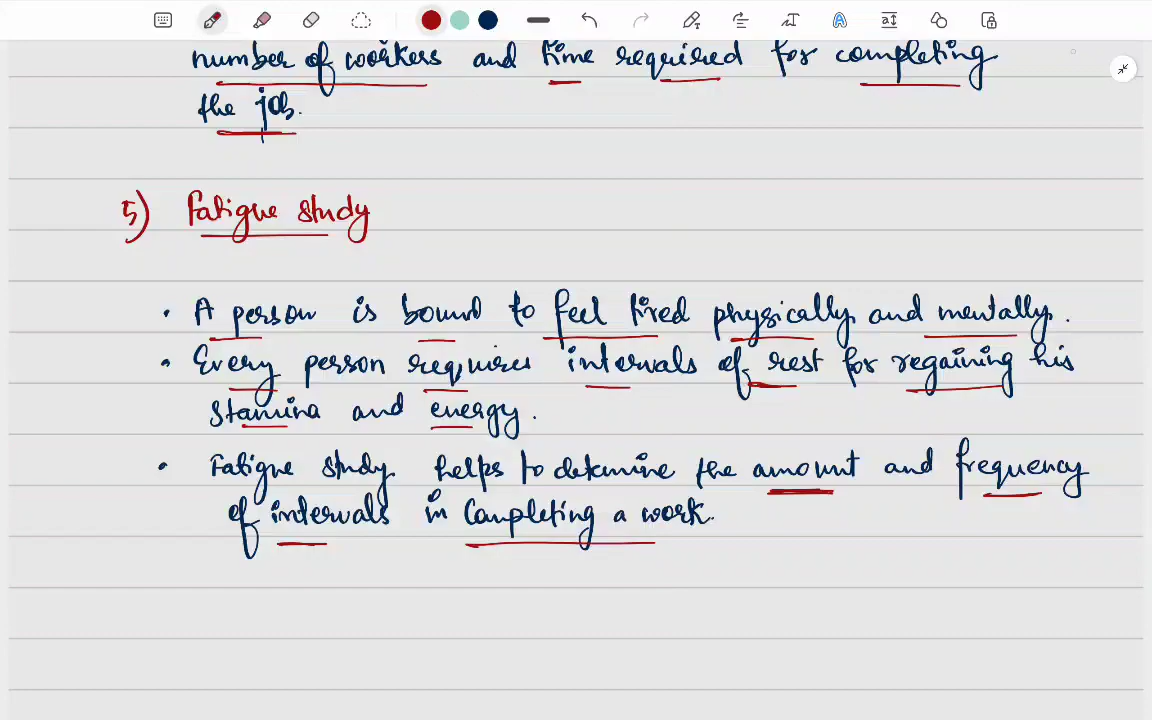 number of workers and time required for completing
the job.
5) Fatigue study
• A person is bound to feel tired physically and mentally.
• Every person requires intervals of rest for regaining his
stamina and energy.
• Fatigue study helps to determine the amount and frequency
of intervals in completing a work.